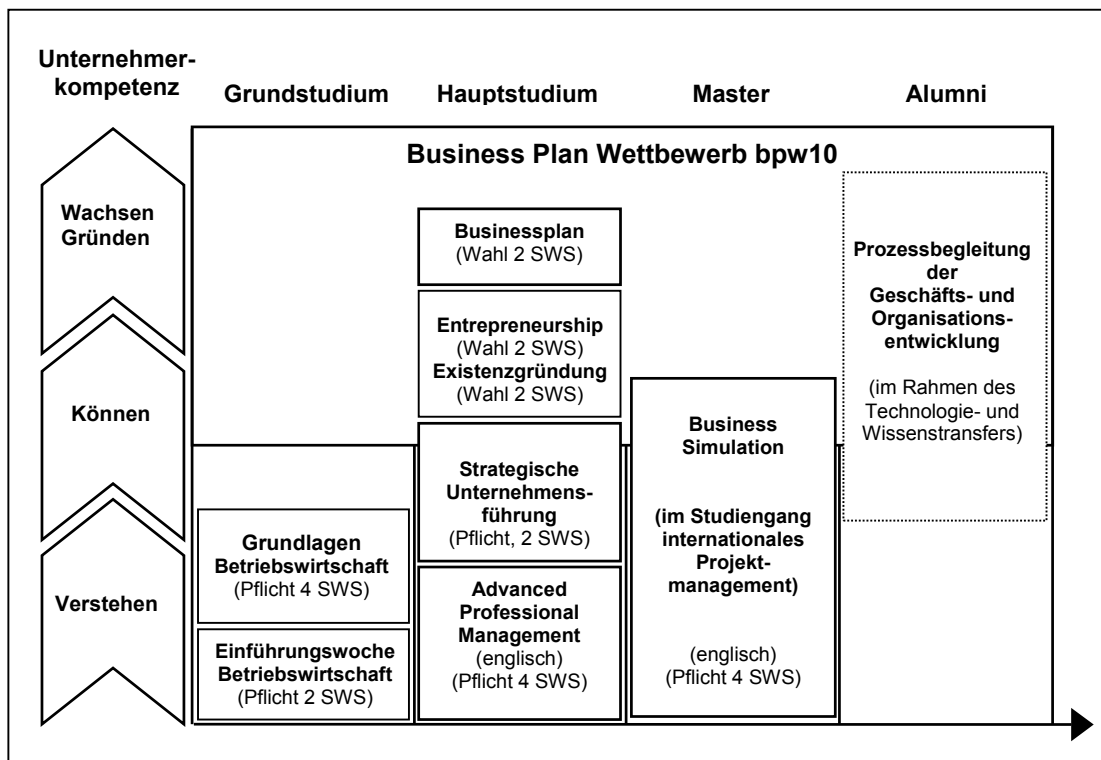 Unternehmer-
kompetenz
Grundstudium
Hauptstudium
Master
Alumni
Business Plan Wettbewerb bpw10
Wachsen
Gründen
Können
Verstehen
Grundlagen
Betriebswirtschaft
(Pflicht 4 SWS)
Einführungswoche
Betriebswirtschaft
(Pflicht 2 SWS)
Businessplan
(Wahl 2 SWS)
Entrepreneurship
(Wahl 2 SWS)
Existenzgründung
(Wahl 2 SWS)
Strategische
Unternehmens-
führung
(Pflicht, 2 SWS)
Advanced
Professional
Management
(englisch)
(Pflicht 4 SWS)
Business
Simulation
(im Studiengang
internationales
Projekt-
management)
(englisch)
(Pflicht 4 SWS)
Prozessbegleitung
der
Geschäfts- und
Organisations-
entwicklung
(im Rahmen des
Technologie- und
Wissenstransfers)